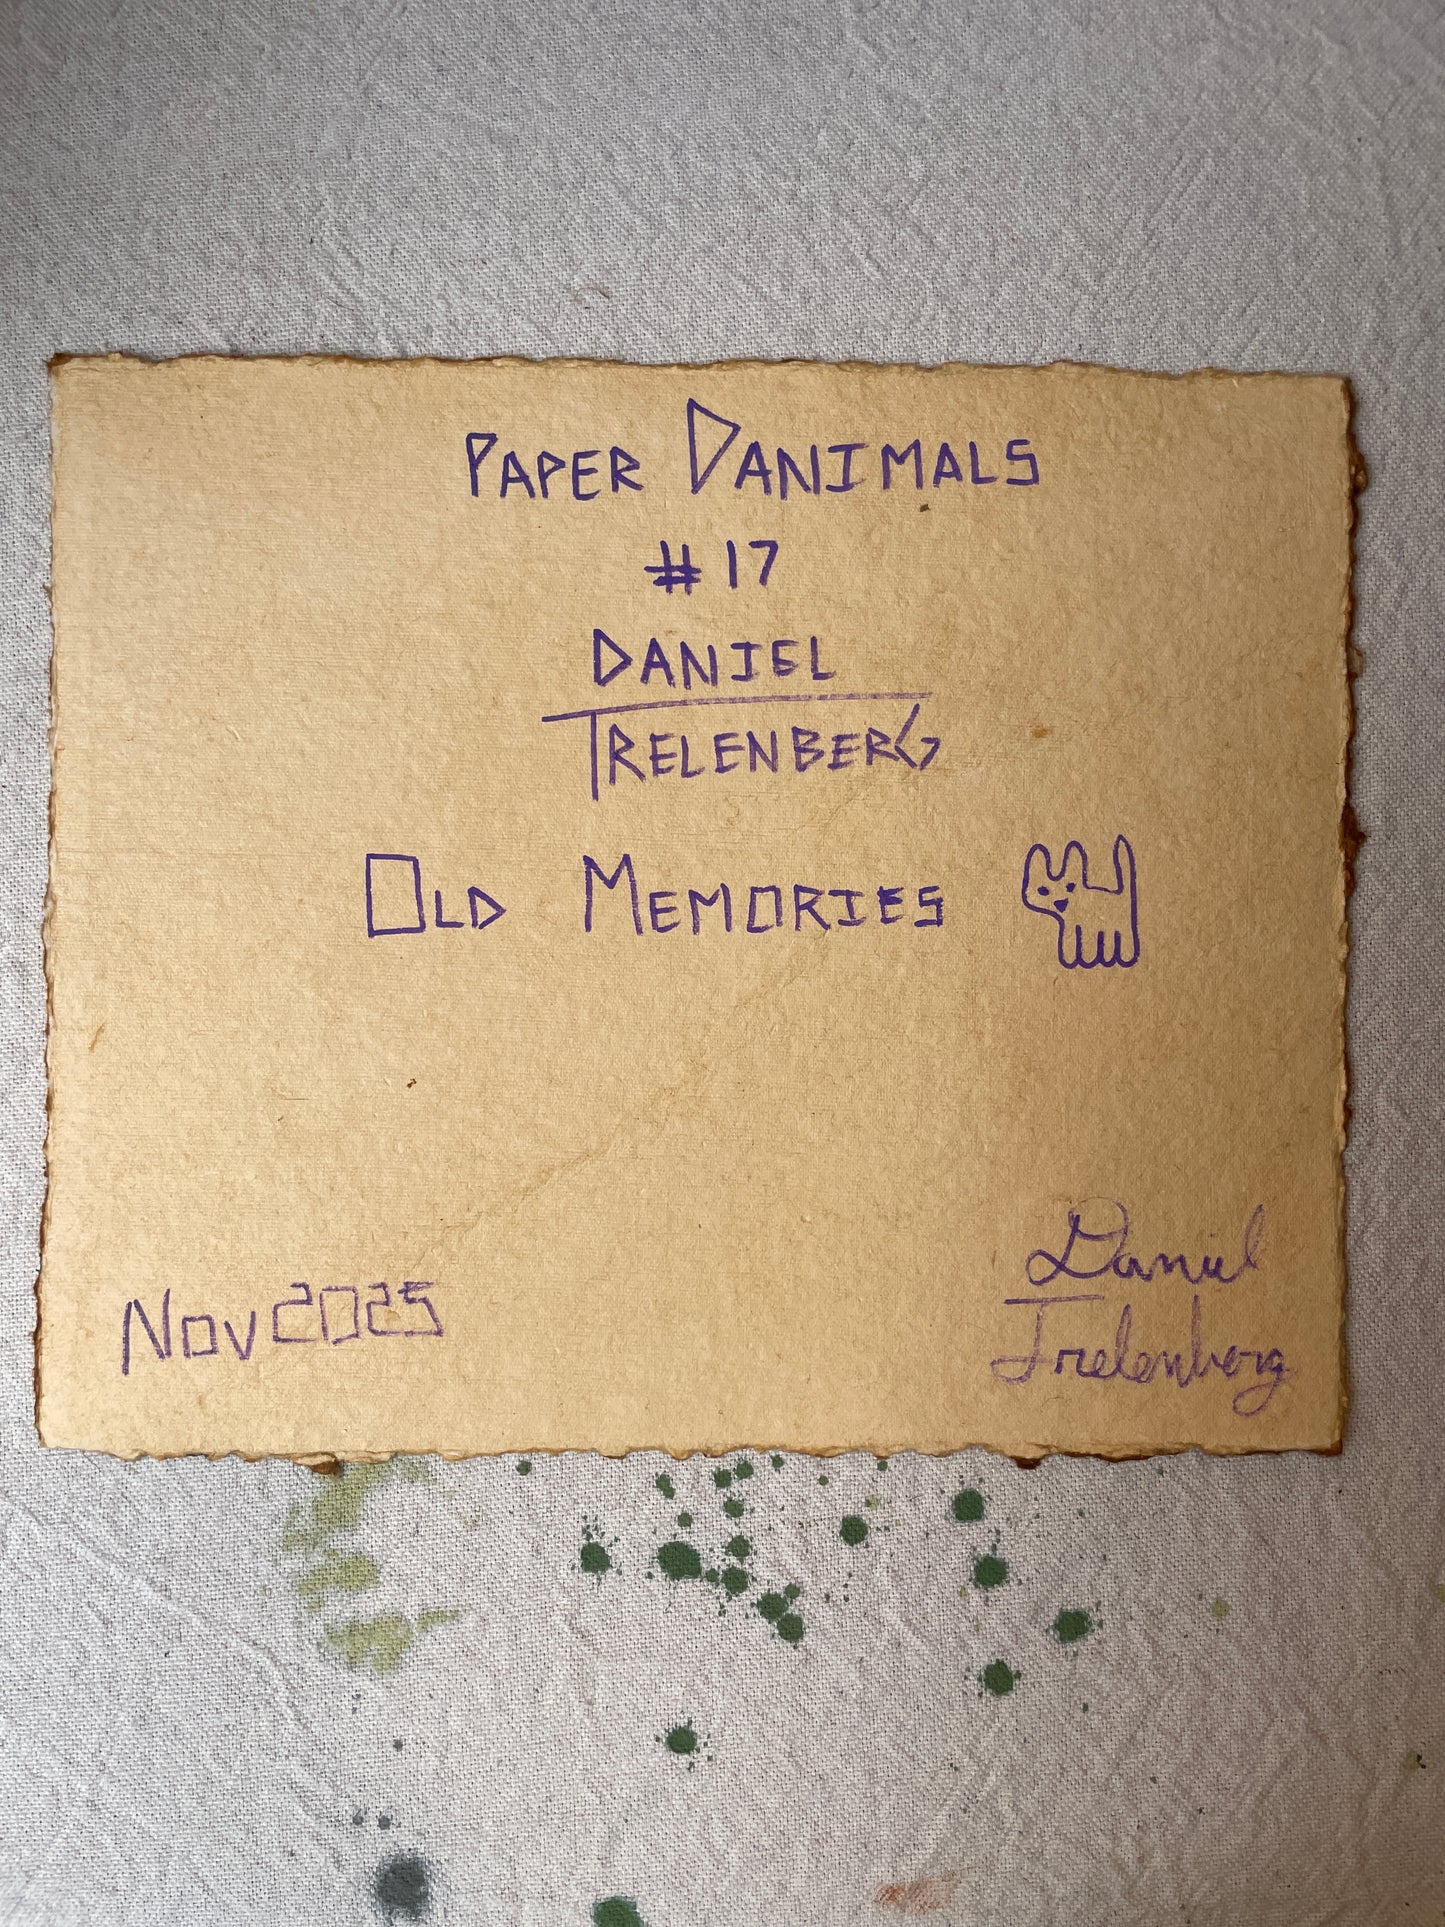 PAPER DANIMALS
# 17
DANIEL
TRELENBERG
OLD MEMORIES
Nov 2025
Daniel
Trelenberg